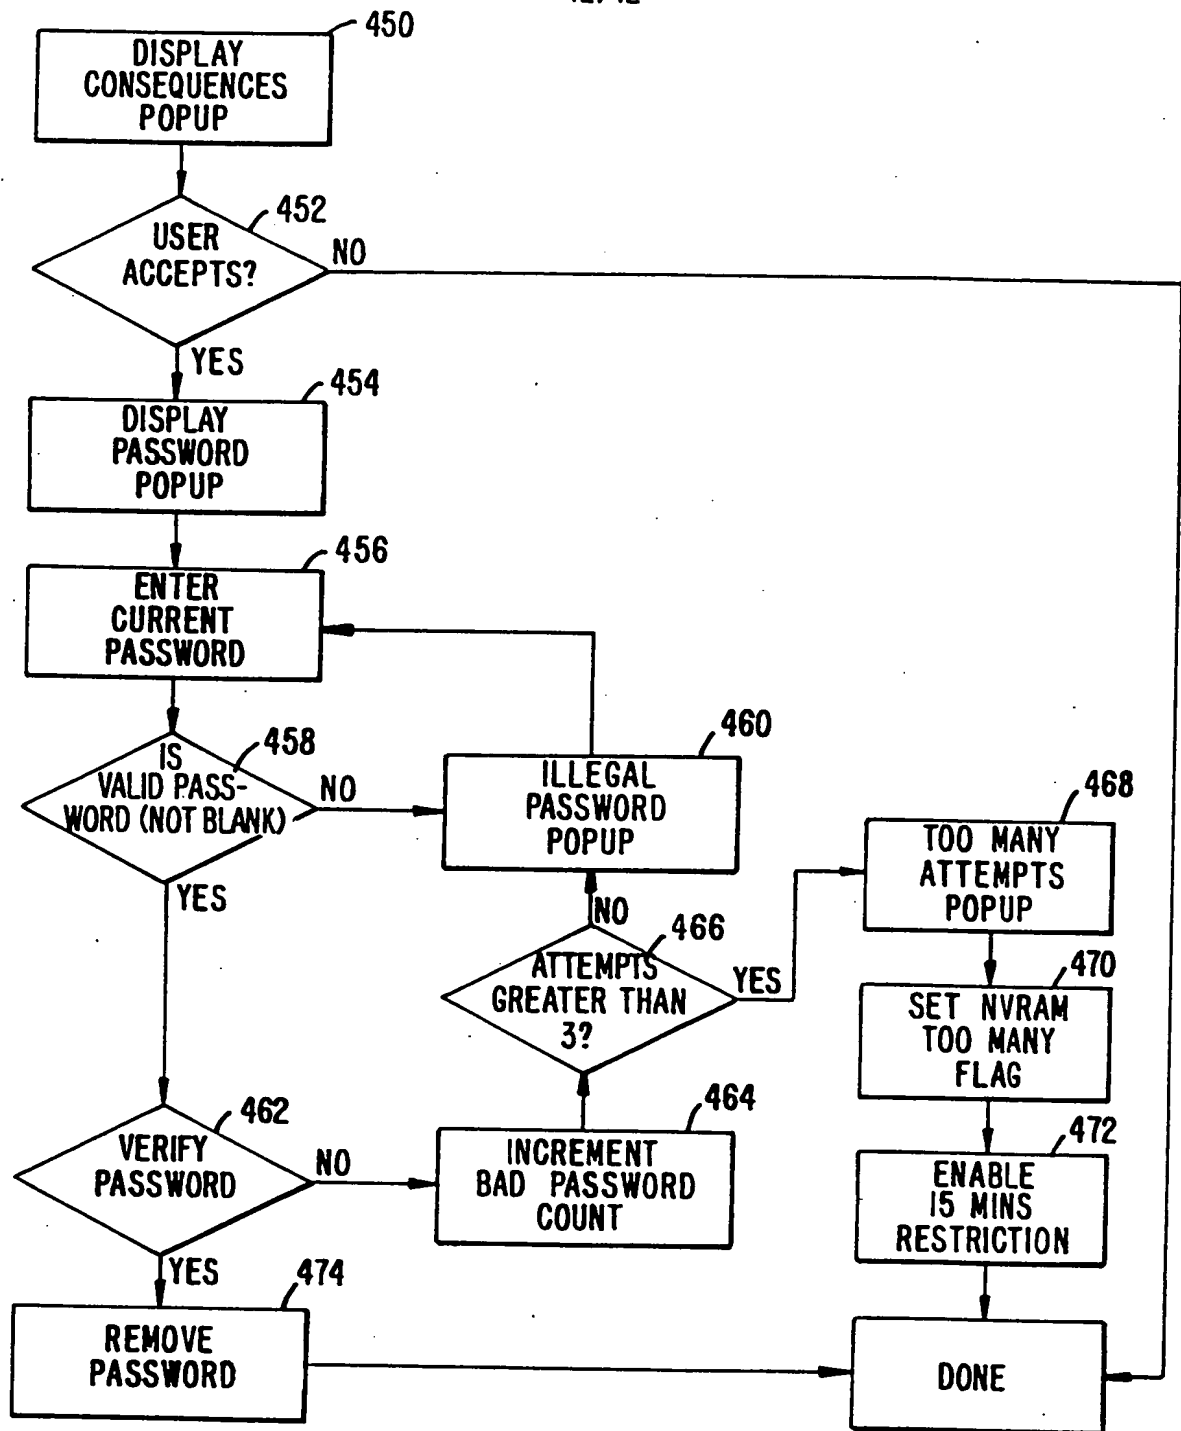 450
DISPLAY
CONSEQUENCES
POPUP
452
USER
ACCEPTS?
NO
YES
454
DISPLAY
PASSWORD
POPUP
456
ENTER
CURRENT
PASSWORD
458
IS
VALID PASS-
WORD (NOT BLANK)
NO
YES
460
ILLEGAL
PASSWORD
POPUP
NO
466
ATTEMPTS
GREATER THAN
3?
YES
468
TOO MANY
ATTEMPTS
POPUP
470
SET NVRAM
TOO MANY
FLAG
472
ENABLE
15 MINS
RESTRICTION
462
VERIFY
PASSWORD
NO
YES
464
INCREMENT
BAD PASSWORD
COUNT
474
REMOVE
PASSWORD
DONE